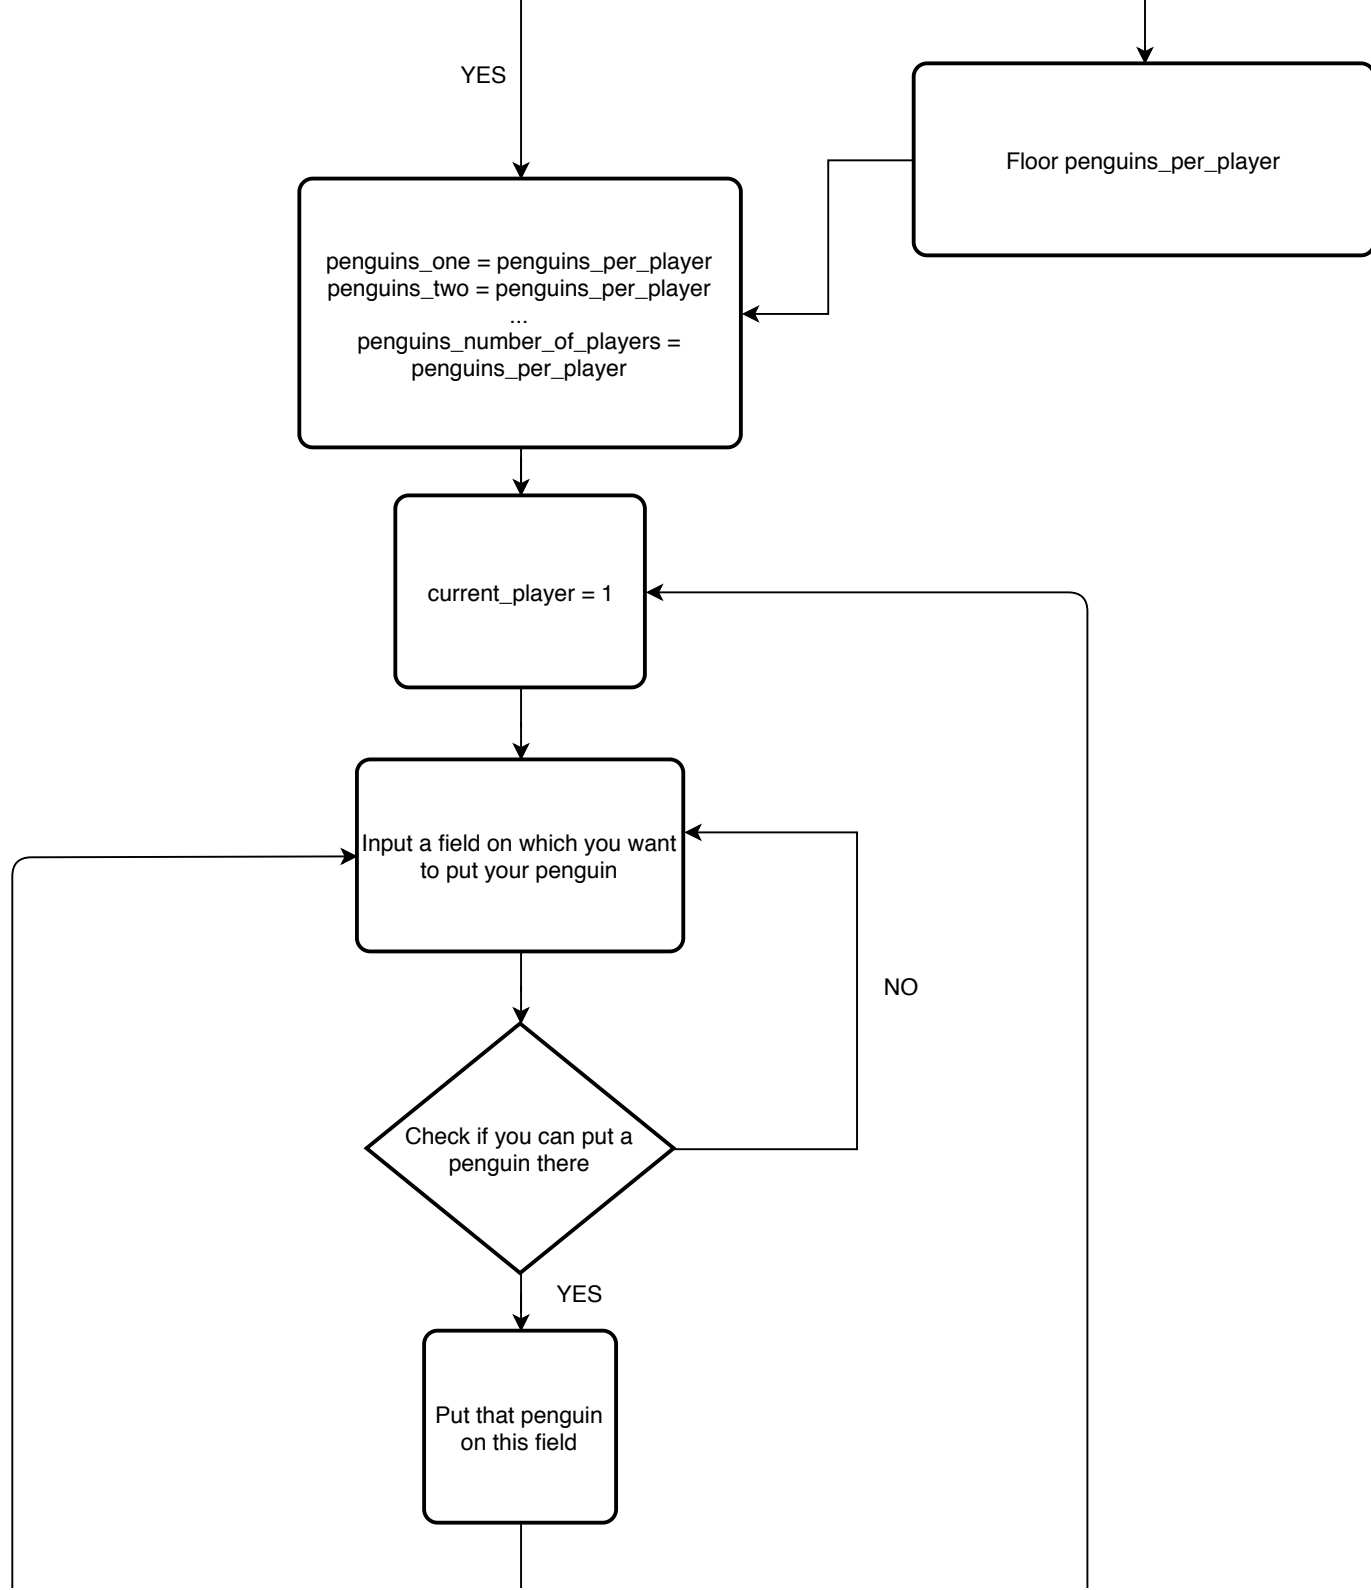 YES
Floor penguins_per_player
penguins_one = penguins_per_player
penguins_two = penguins_per_player
...
penguins_number_of_players =
penguins_per_player
current_player = 1
Input a field on which you want
to put your penguin
NO
Check if you can put a
penguin there
YES
Put that penguin
on this field